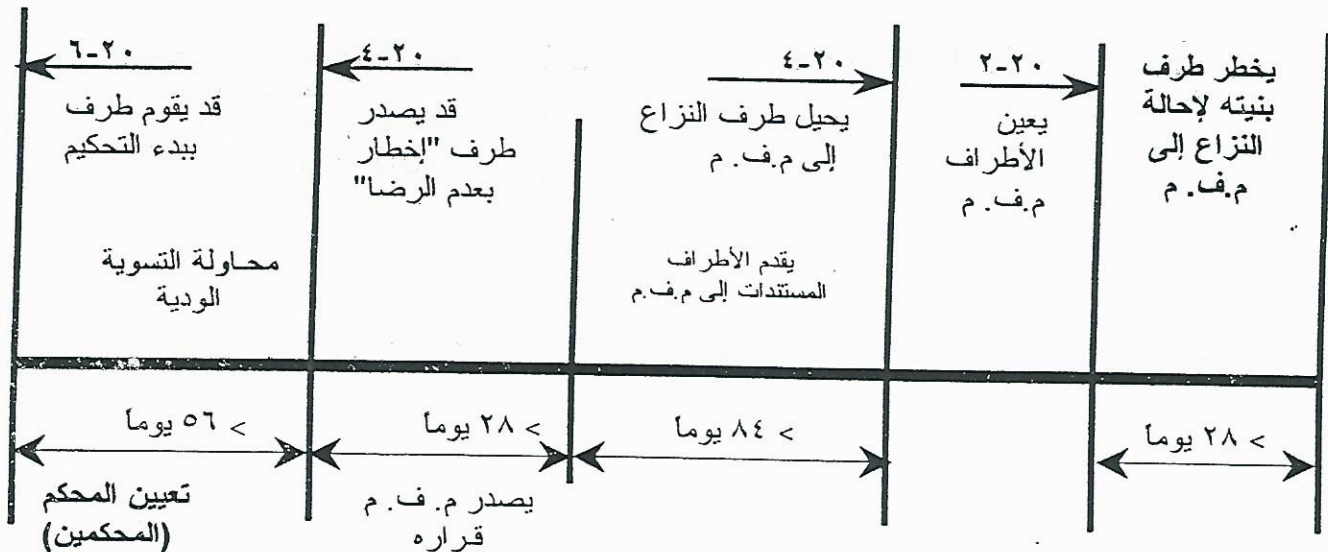 يخطر طرف
بنيته لإحالة
النزاع إلى
م.ف. م
٢-٢٠
يعين
الأطراف
م.ف. م
٤-٢٠
يحيل طرف النزاع
إلى م.ف. م
يقدم الأطراف
المستندات إلى م.ف.م
٤-٢٠
قد يصدر
طرف "إخطار
بعدم الرضا"
٦-٢٠
قد يقوم طرف
ببدء التحكيم
محاولة التسوية
الودية
> ٢٨ يوماً
> ٨٤ يوماً
> ٢٨ يوماً
> ٥٦ يوماً
يصدر م. ف. م
قراره
تعيين المحكم
(المحكمين)